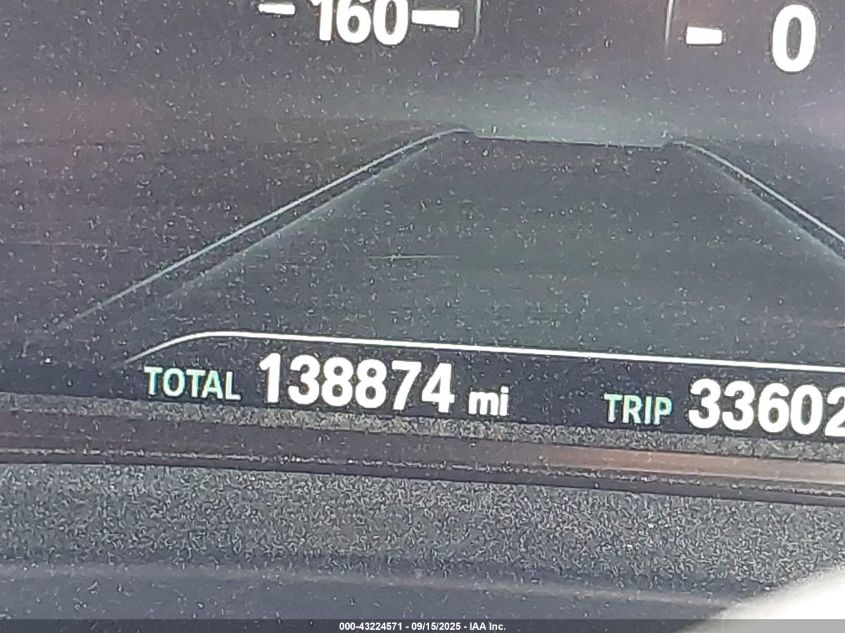 160 0
TOTAL 138874 mi TRIP 33602
000-43224571 - 09/15/2025 - IAA Inc.